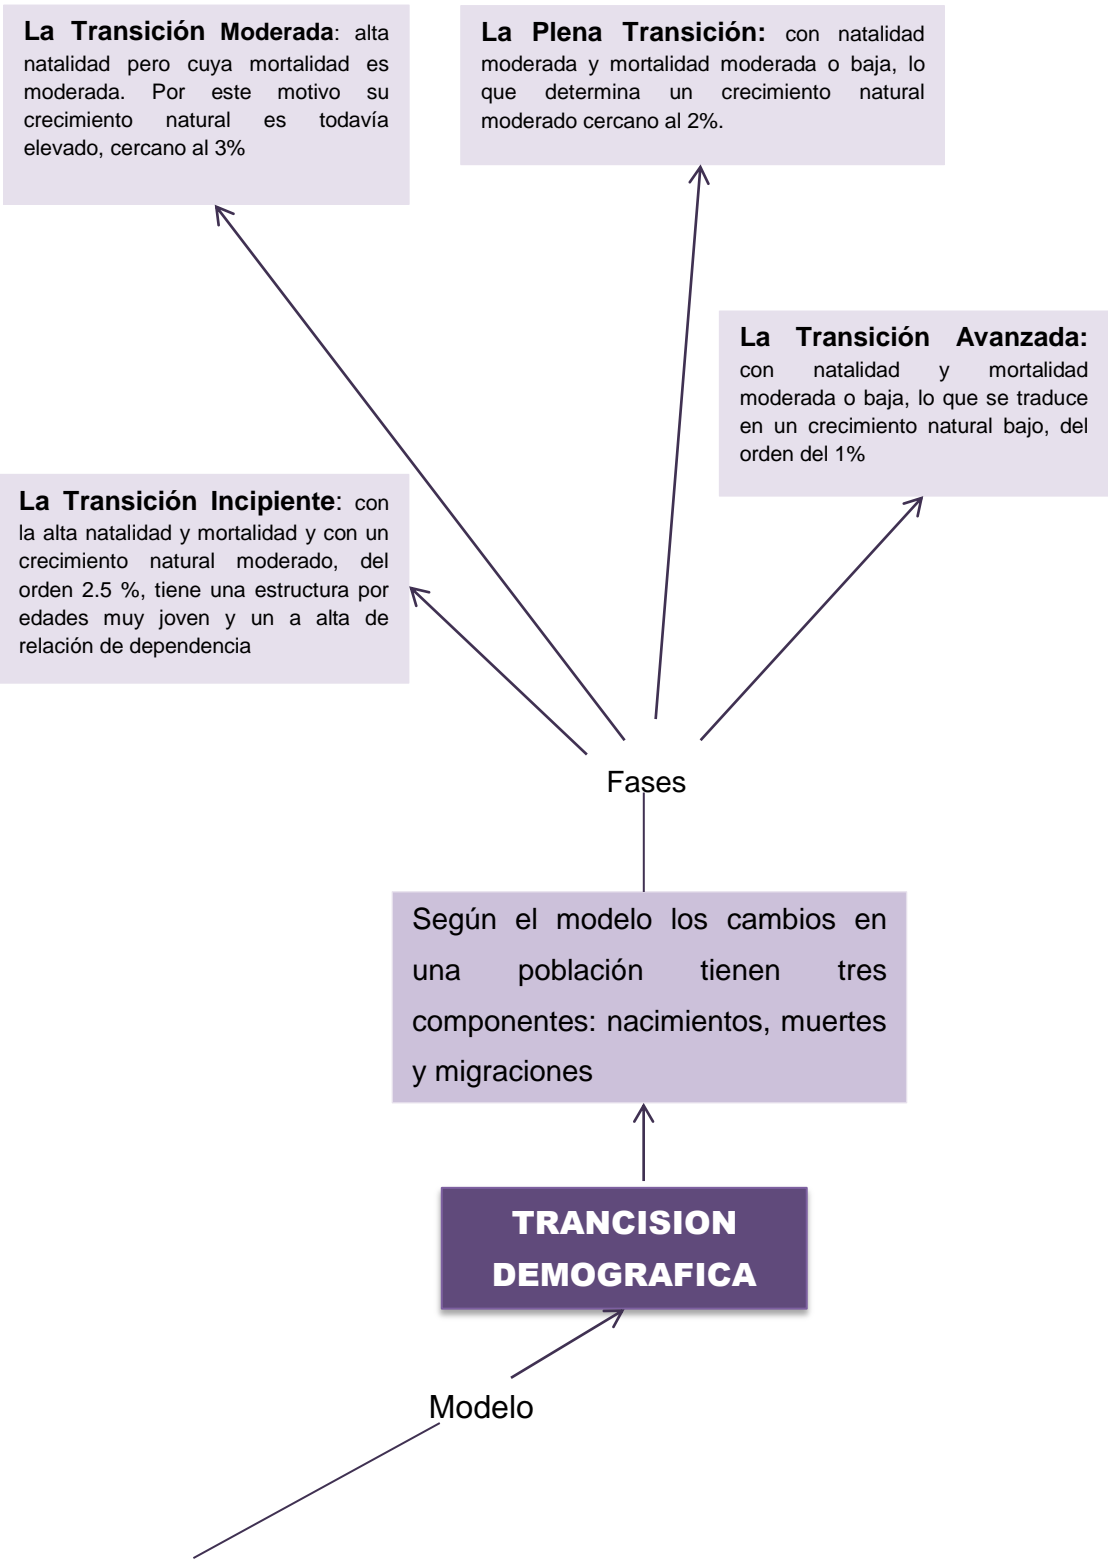 La Transición Moderada: alta
natalidad pero cuya mortalidad es
moderada. Por este motivo su
crecimiento natural es todavía
elevado, cercano al 3%
La Plena Transición: con natalidad
moderada y mortalidad moderada o baja, lo
que determina un crecimiento natural
moderado cercano al 2%.
La Transición Avanzada:
con natalidad y mortalidad
moderada o baja, lo que se traduce
en un crecimiento natural bajo, del
orden del 1%
La Transición Incipiente: con
la alta natalidad y mortalidad y con un
crecimiento natural moderado, del
orden 2.5 %, tiene una estructura por
edades muy joven y un a alta de
relación de dependencia
Fases
Según el modelo los cambios en
una población tienen tres
componentes: nacimientos, muertes
y migraciones
TRANCISION
DEMOGRAFICA
Modelo